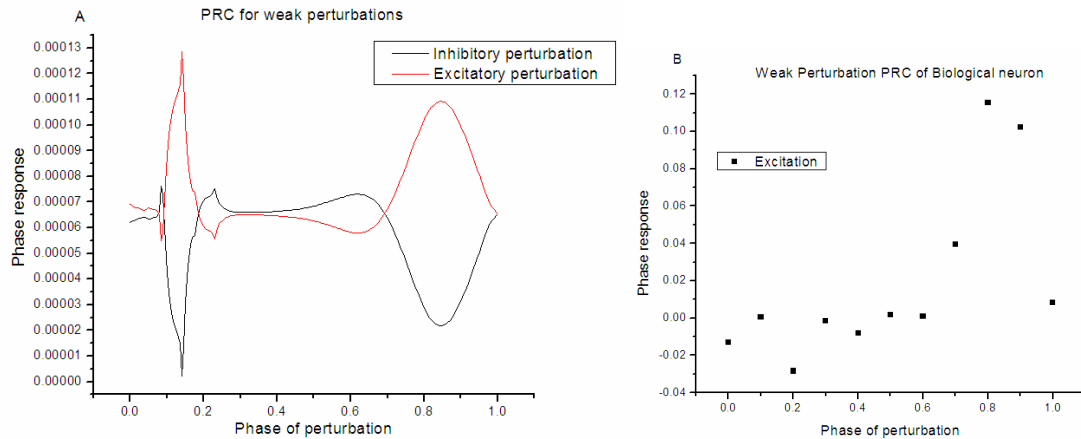 A
PRC for weak perturbations
Inhibitory perturbation
Excitatory perturbation
0.00013
0.00012
0.00011
0.00010
0.00009
0.00008
0.00007
0.00006
0.00005
0.00004
0.00003
0.00002
0.00001
0.00000
Phase response
0.0 0.2 0.4 0.6 0.8 1.0
Phase of perturbation
B
Weak Perturbation PRC of Biological neuron
Excitation
0.12
0.10
0.08
0.06
0.04
0.02
0.00
-0.02
-0.04
Phase response
0.0 0.2 0.4 0.6 0.8 1.0
Phase of perturbation